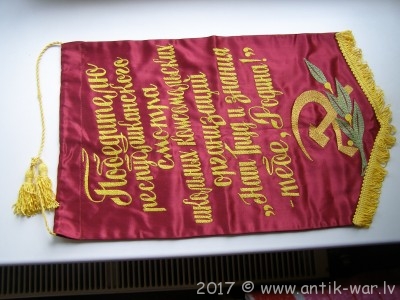 Победителю
республиканского
смотра
школьных комсомольских
организаций
„Наш труд и знания
-тебе, Родина!"
2017 © www.antik-war.lv